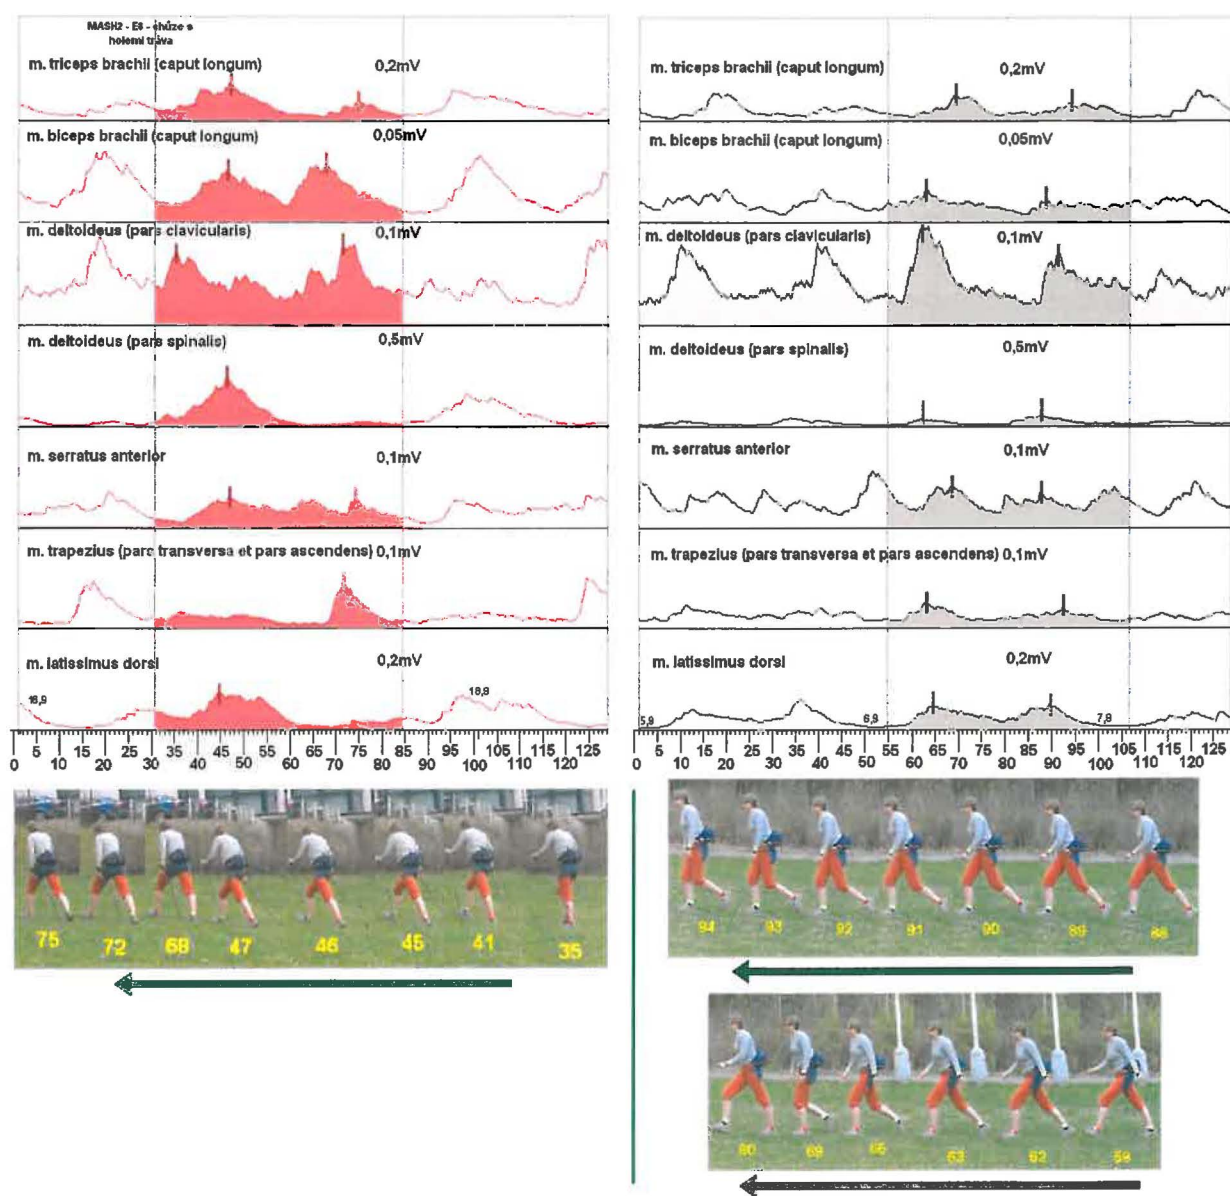 MASH2 - E8 - chůze s
holemi tráva
m. triceps brachii (caput longum) 0,2mV
m. biceps brachii (caput longum) 0,05mV
m. deltoideus (pars clavicularis) 0,1mV
m. deltoideus (pars spinalis) 0,5mV
m. serratus anterior 0,1mV
m. trapezius (pars transversa et pars ascendens) 0,1mV
m. latissimus dorsi 0,2mV
18,9
0 5 10 15 20 25 30 35 40 45 50 55 60 65 70 75 80 85 90 95 100 105 110 115 120 125
75 72 68 47 46 45 41 35
m. triceps brachii (caput longum) 0,2mV
m. biceps brachii (caput longum) 0,05mV
m. deltoideus (pars clavicularis) 0,1mV
m. deltoideus (pars spinalis) 0,5mV
m. serratus anterior 0,1mV
m. trapezius (pars transversa et pars ascendens) 0,1mV
m. latissimus dorsi 0,2mV
5,9 6,9 7,9
0 5 10 15 20 25 30 35 40 45 50 55 60 65 70 75 80 85 90 95 100 105 110 115 120 125
94 93 92 91 90 89 88
69 63 62 59